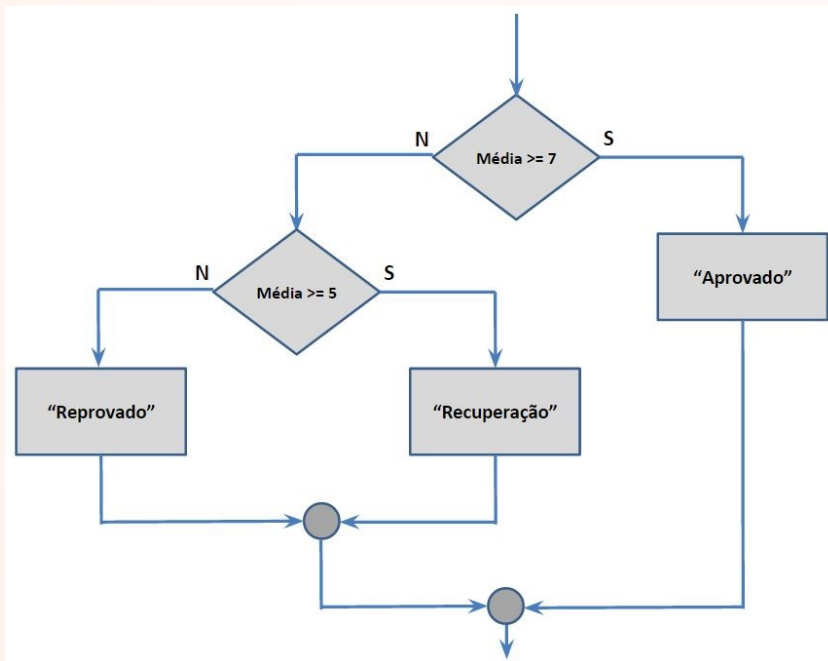 N
S
Média >= 7
N
S
Média >= 5
“Aprovado”
“Reprovado”
“Recuperação”